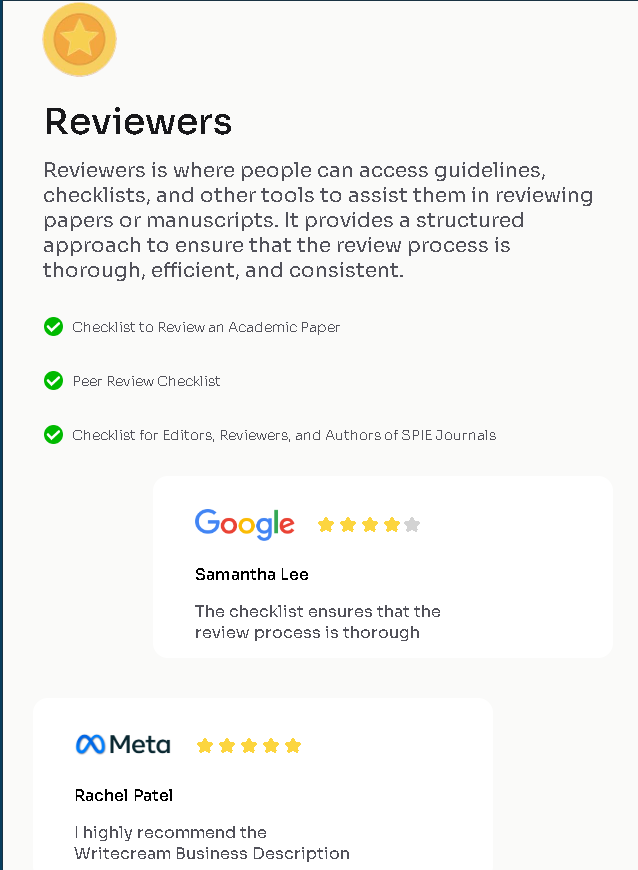 Reviewers
Reviewers is where people can access guidelines,
checklists, and other tools to assist them in reviewing
papers or manuscripts. It provides a structured
approach to ensure that the review process is
thorough, efficient, and consistent.
Checklist to Review an Academic Paper
Peer Review Checklist
Checklist for Editors, Reviewers, and Authors of SPIE Journals
Google
Samantha Lee
The checklist ensures that the
review process is thorough
Meta
Rachel Patel
I highly recommend the
Writecream Business Description